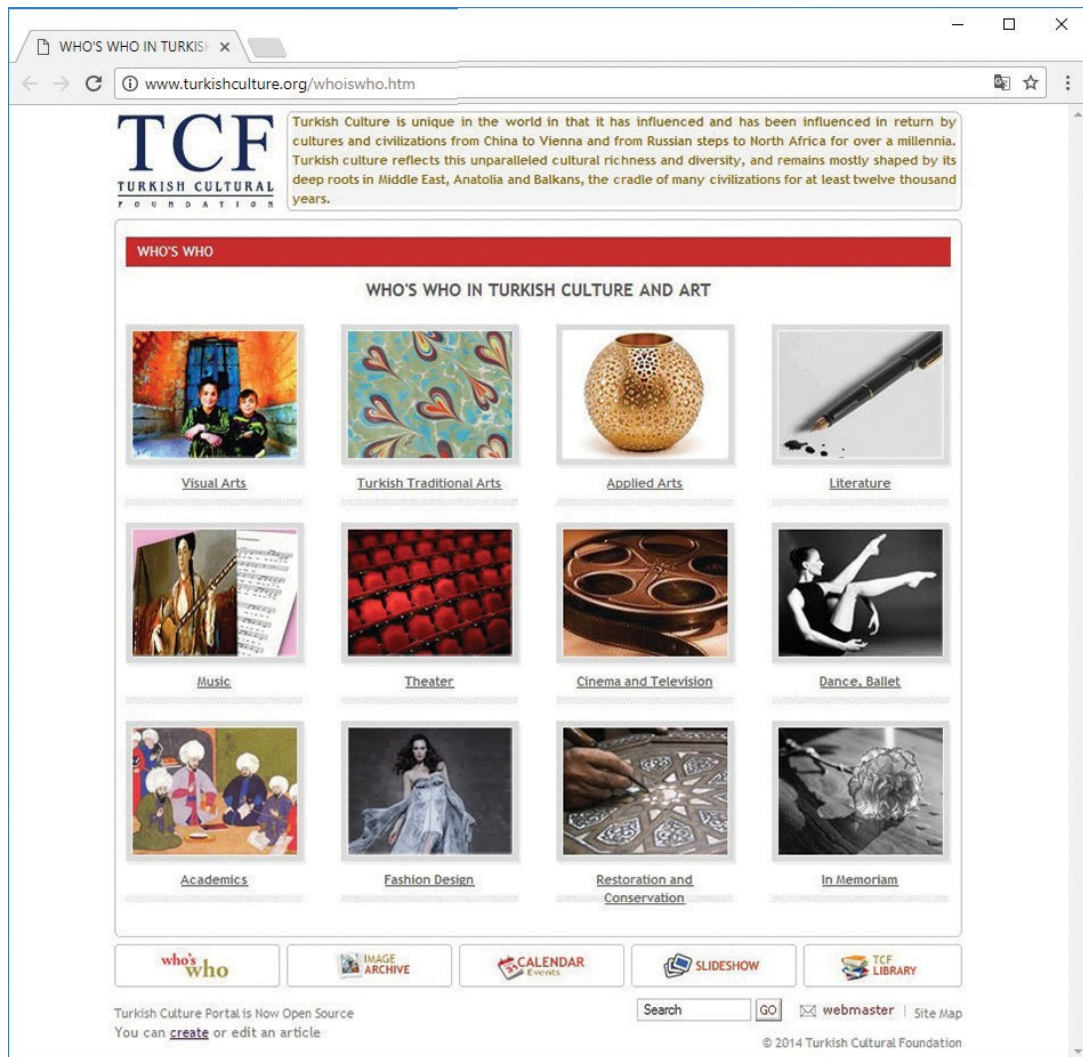 WHO'S WHO IN TURKIS
www.turkishculture.org/whoiswho.htm
TCF
TURKISH CULTURAL
FOUNDATION
Turkish Culture is unique in the world in that it has influenced and has been influenced in return by
cultures and civilizations from China to Vienna and from Russian steps to North Africa for over a millennia.
Turkish culture reflects this unparalleled cultural richness and diversity, and remains mostly shaped by its
deep roots in Middle East, Anatolia and Balkans, the cradle of many civilizations for at least twelve thousand
years.
WHO'S WHO
WHO'S WHO IN TURKISH CULTURE AND ART
Visual Arts
Turkish Traditional Arts
Applied Arts
Literature
Music
Theater
Cinema and Television
Dance, Ballet
Academics
Fashion Design
Restoration and
Conservation
In Memoriam
who's
who
IMAGE
ARCHIVE
31
CALENDAR
Events
SLIDESHOW
TCF
LIBRARY
Turkish Culture Portal is Now Open Source
You can create or edit an article
Search
GO
webmaster | Site Map
© 2014 Turkish Cultural Foundation